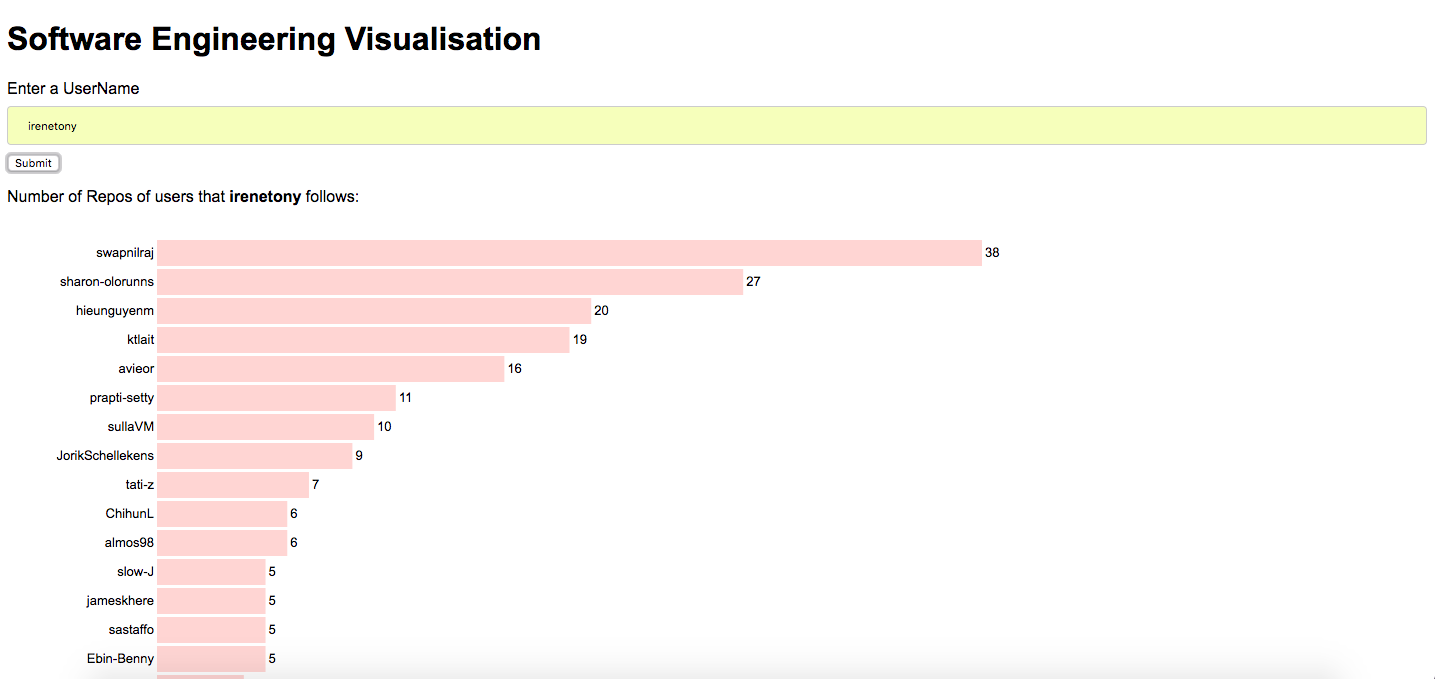 Software Engineering Visualisation
Enter a UserName
irenetony
Submit
Number of Repos of users that irenetony follows:
swapnilraj 38
sharon-olorunns 27
hieunguyenm 20
ktlait 19
avieor 16
prapti-setty 11
sullaVM 10
JorikSchellekens 9
tati-z 7
ChihunL 6
almos98 6
slow-J 5
jameskhere 5
sastaffo 5
Ebin-Benny 5